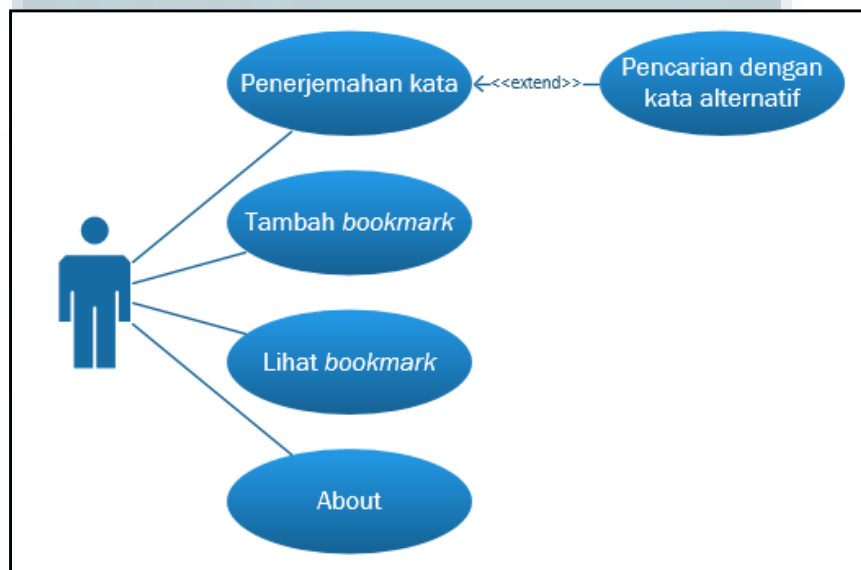 Penerjemahan kata
<<extend>>
Pencarian dengan
kata alternatif
Tambah bookmark
Lihat bookmark
About